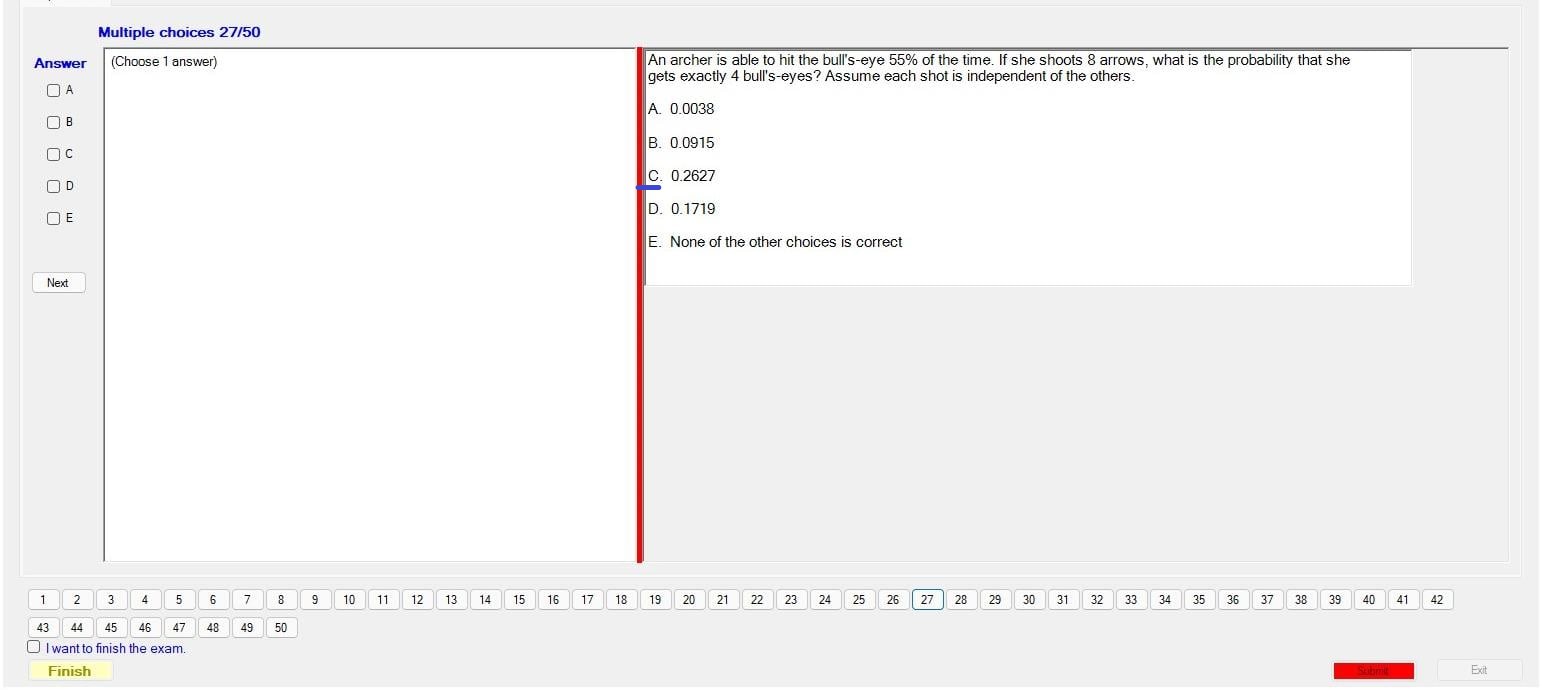 Multiple choices 27/50
Answer
(Choose 1 answer)
A
B
C
D
E
Next
An archer is able to hit the bull's-eye 55% of the time. If she shoots 8 arrows, what is the probability that she
gets exactly 4 bull's-eyes? Assume each shot is independent of the others.
A. 0.0038
B. 0.0915
C. 0.2627
D. 0.1719
E. None of the other choices is correct
1 2 3 4 5 6 7 8 9 10 11 12 13 14 15 16 17 18 19 20 21 22 23 24 25 26 27 28 29 30 31 32 33 34 35 36 37 38 39 40 41 42
43 44 45 46 47 48 49 50
I want to finish the exam.
Finish
Submit
Exit